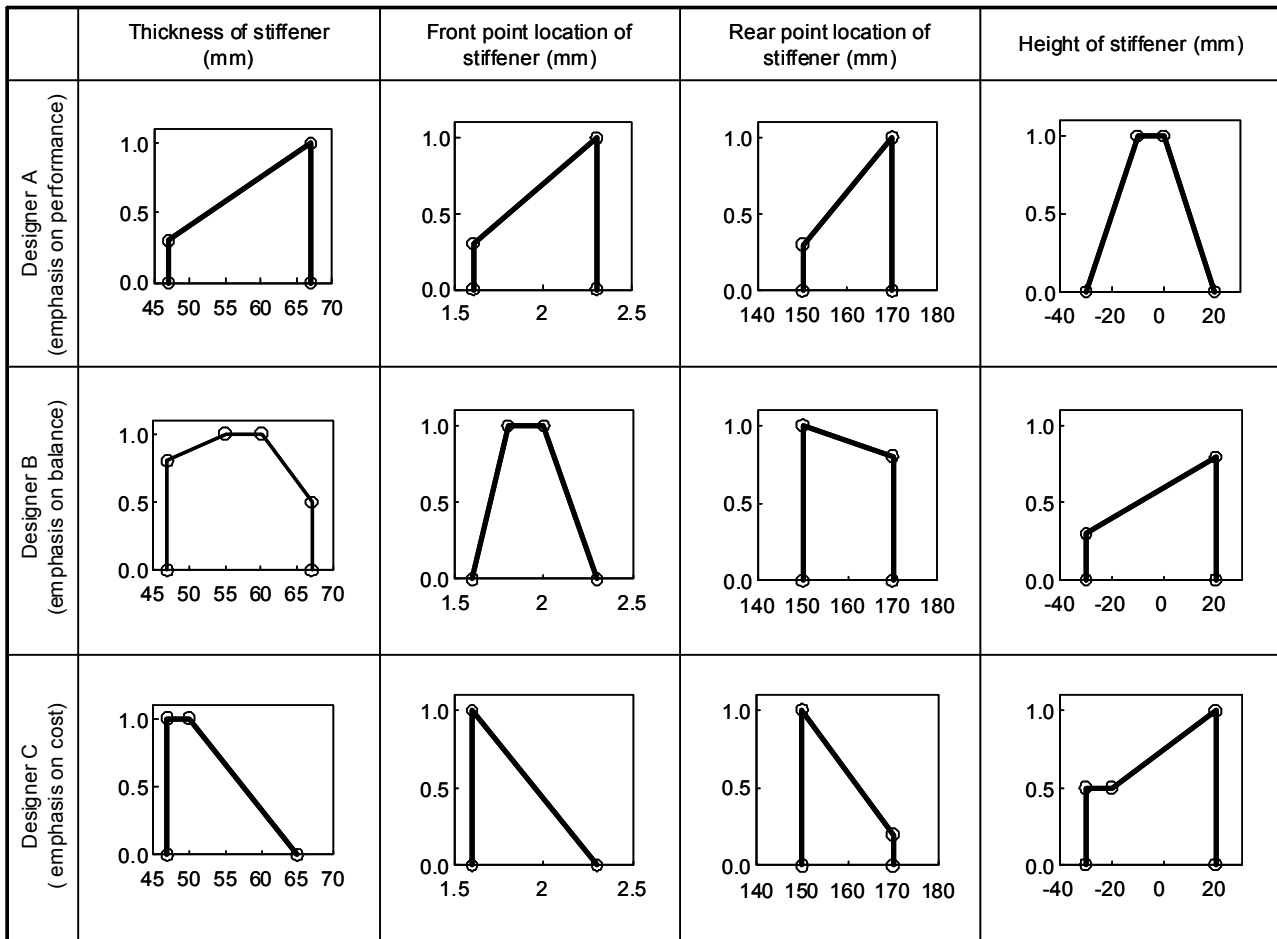 Thickness of stiffener
(mm)
Front point location of
stiffener (mm)
Rear point location of
stiffener (mm)
Height of stiffener (mm)
Designer A
(emphasis on performance)
1.0
0.5
0.0
45 50 55 60 65 70
1.0
0.5
0.0
1.5 2 2.5
1.0
0.5
0.0
140 150 160 170 180
1.0
0.5
0.0
-40 -20 0 20
Designer B
(emphasis on balance)
1.0
0.5
0.0
45 50 55 60 65 70
1.0
0.5
0.0
1.5 2 2.5
1.0
0.5
0.0
140 150 160 170 180
1.0
0.5
0.0
-40 -20 0 20
Designer C
( emphasis on cost)
1.0
0.5
0.0
45 50 55 60 65 70
1.0
0.5
0.0
1.5 2 2.5
1.0
0.5
0.0
140 150 160 170 180
1.0
0.5
0.0
-40 -20 0 20